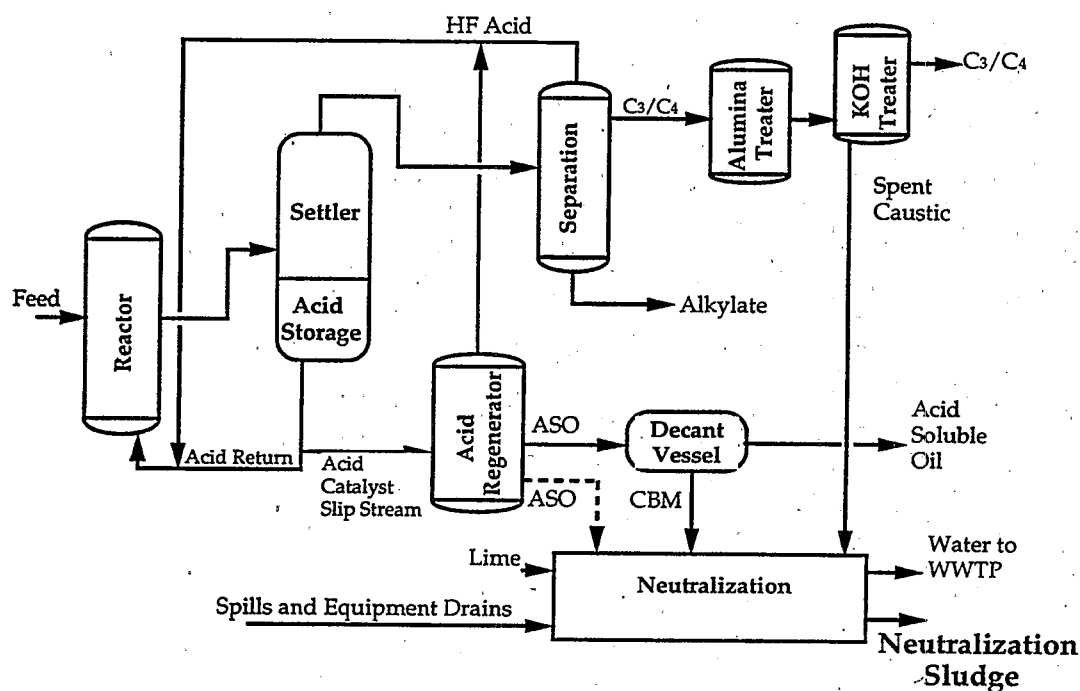 HF Acid
C3/C4
KOH
Treater
C3/C4
Alumina
Treater
Separation
Settler
Spent
Caustic
Feed
Reactor
Acid
Storage
Alkylate
Acid
Regenerator
ASO
Decant
Vessel
Acid
Soluble
Oil
Acid Return
Acid
Catalyst
Slip Stream
ASO
CBM
Lime
Neutralization
Water to
WWTP
Spills and Equipment Drains
Neutralization
Sludge